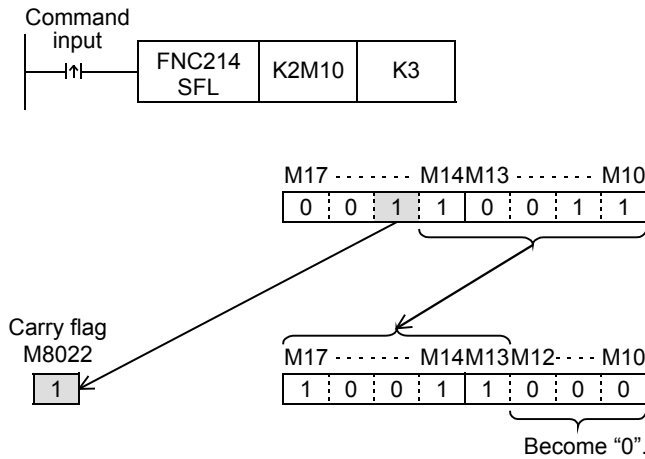 Command
input
FNC214
SFL
K2M10
K3
M17 - - - - - - - M14M13 - - - - - - - M10
0 0 1 1 0 0 1 1
Carry flag
M8022
1
M17 - - - - - - - M14M13M12- - - - M10
1 0 0 1 1 0 0 0
Become “0”.